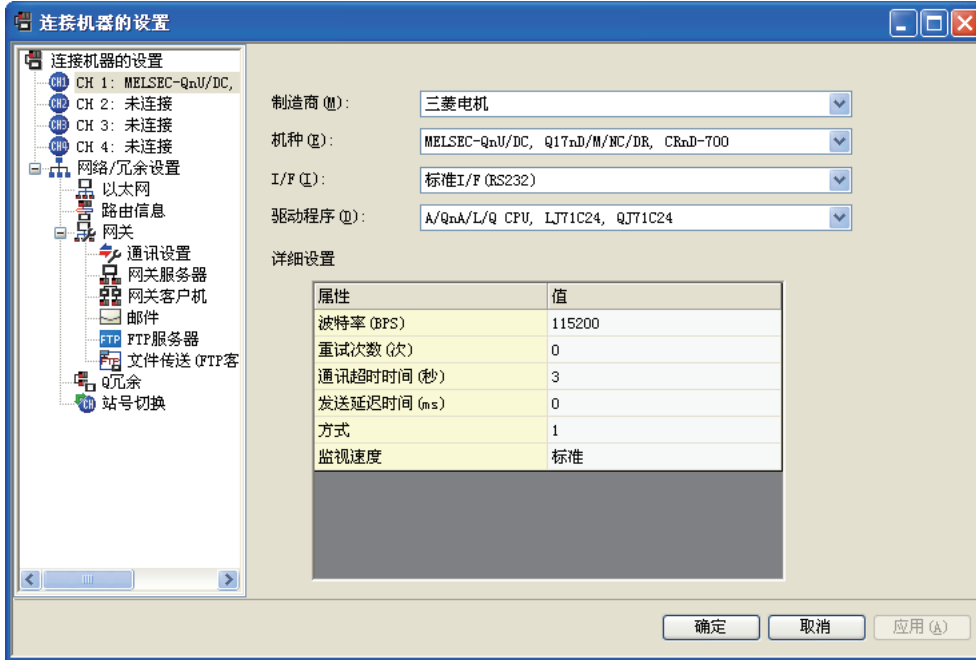 连接机器的设置
连接机器的设置
CH 1: MELSEC-QnU/DC,
CH 2: 未连接
CH 3: 未连接
CH 4: 未连接
网络/冗余设置
以太网
路由信息
网关
通讯设置
网关服务器
网关客户机
邮件
FTP服务器
文件传送(FTP客
Q冗余
站号切换
制造商(M): 三菱电机
机种(E): MELSEC-QnU/DC, Q17nD/M/NC/DR, CRnD-700
I/F(I): 标准I/F(RS232)
驱动程序(D): A/QnA/L/Q CPU, LJ71C24, QJ71C24
详细设置
属性 值
波特率(BPS) 115200
重试次数(次) 0
通讯超时时间(秒) 3
发送延迟时间(ms) 0
方式 1
监视速度 标准
确定 取消 应用(A)